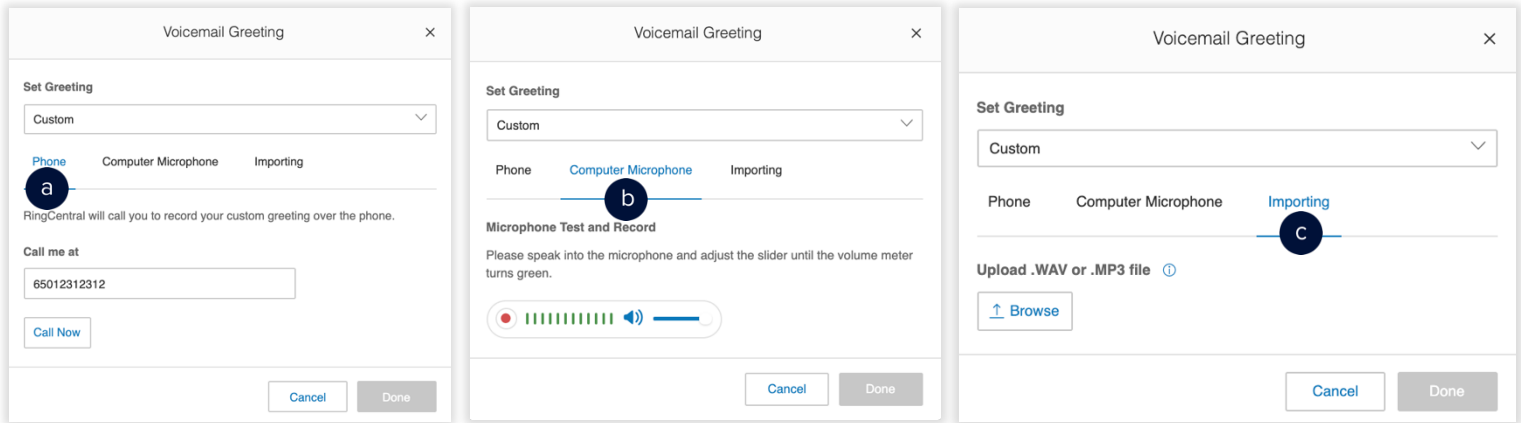 Voicemail Greeting
Set Greeting
Custom
Phone Computer Microphone Importing
a
RingCentral will call you to record your custom greeting over the phone.
Call me at
65012312312
Call Now
Cancel Done
Voicemail Greeting
Set Greeting
Custom
Phone Computer Microphone Importing
b
Microphone Test and Record
Please speak into the microphone and adjust the slider until the volume meter
turns green.
Cancel Done
Voicemail Greeting
Set Greeting
Custom
Phone Computer Microphone Importing
c
Upload .WAV or .MP3 file
Browse
Cancel Done